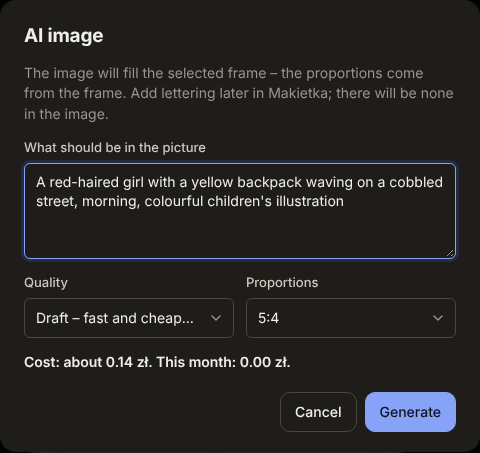 AI image
The image will fill the selected frame – the proportions come
from the frame. Add lettering later in Makietka; there will be none
in the image.
What should be in the picture
A red-haired girl with a yellow backpack waving on a cobbled
street, morning, colourful children's illustration
Quality
Proportions
Draft – fast and cheap...
5:4
Cost: about 0.14 zł. This month: 0.00 zł.
Cancel
Generate